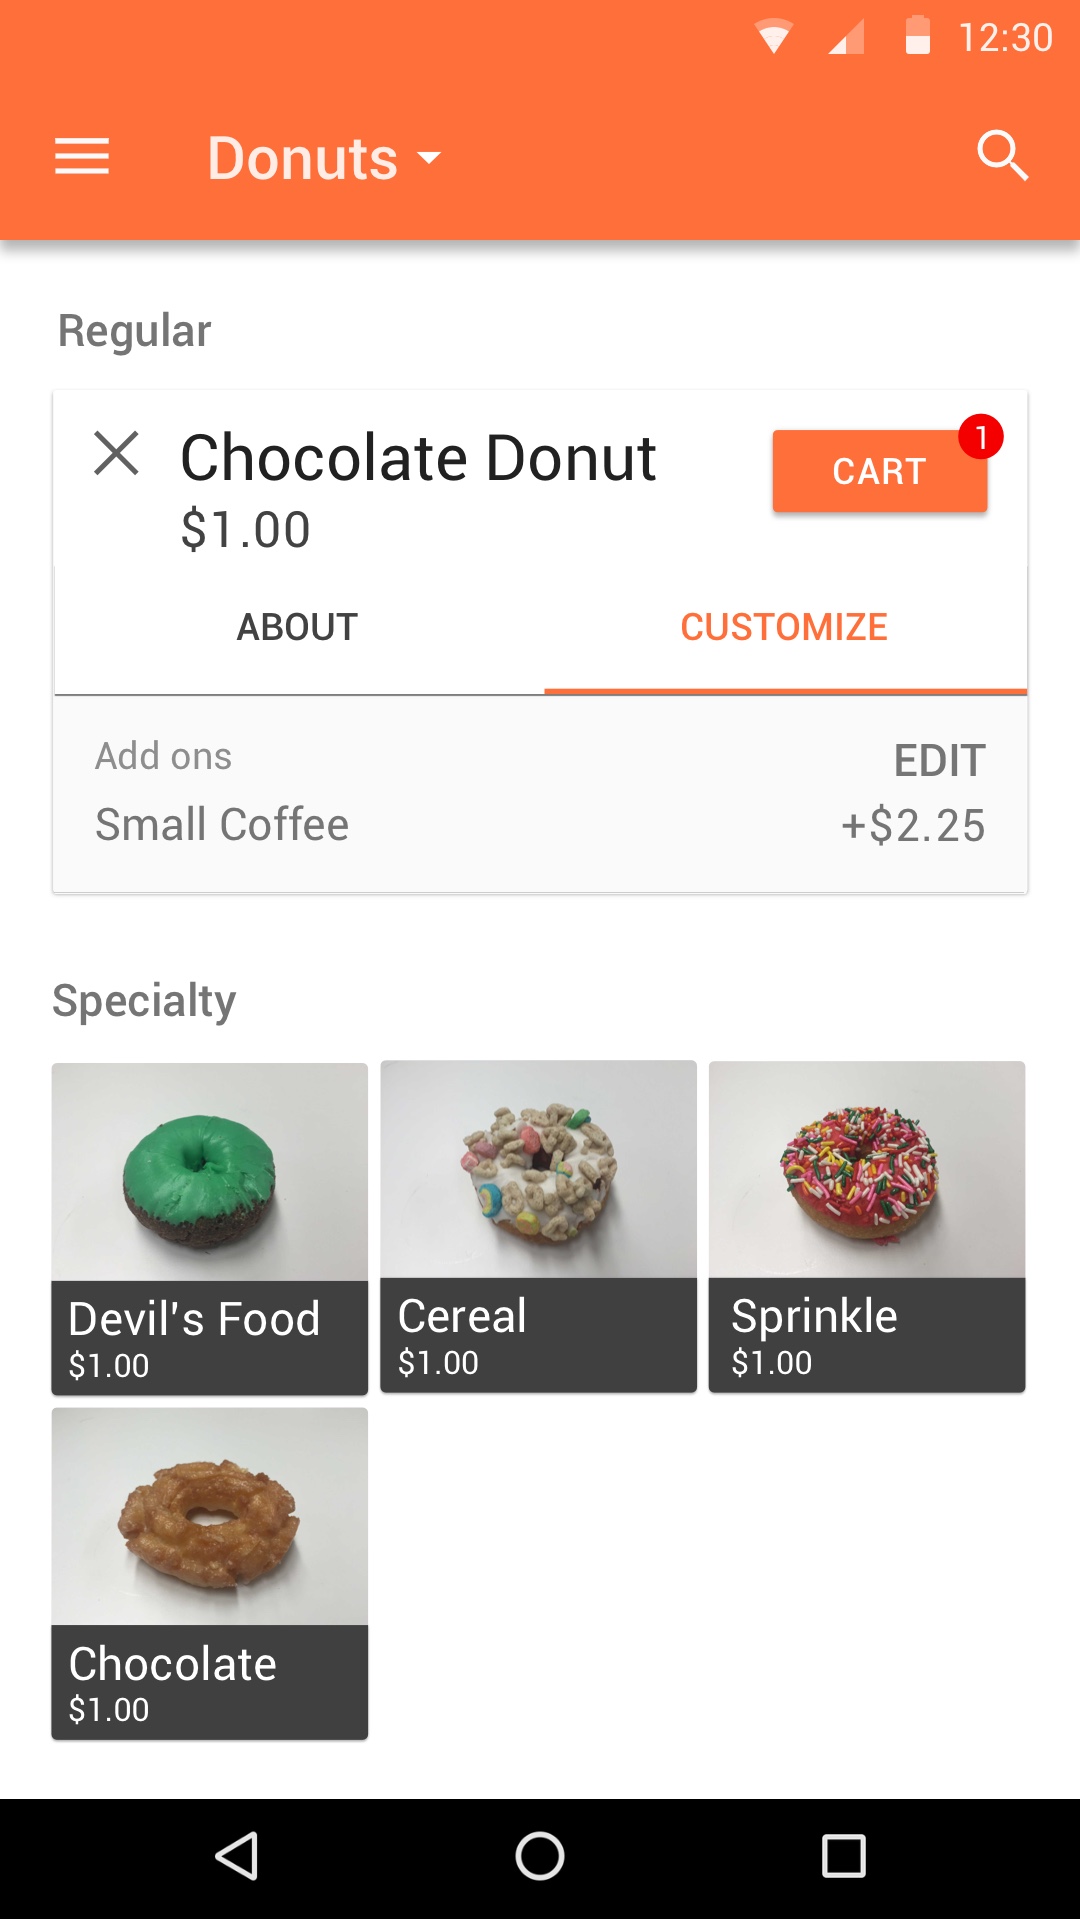 12:30
Donuts
Regular
Chocolate Donut
$1.00
CART
1
ABOUT
CUSTOMIZE
Add ons
EDIT
Small Coffee
+$2.25
Specialty
Devil's Food
$1.00
Cereal
$1.00
Sprinkle
$1.00
Chocolate
$1.00